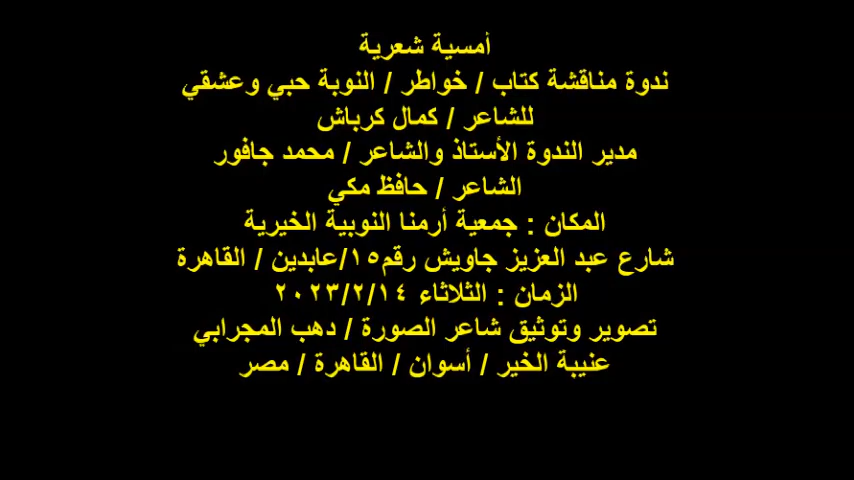 أمسية شعرية
ندوة مناقشة كتاب / خواطر / النوبة حبي وعشقي
للشاعر / كمال كرباش
مدير الندوة الأستاذ والشاعر / محمد جافور
الشاعر / حافظ مكي
المكان : جمعية أرمنا النوبية الخيرية
شارع عبد العزيز جاويش رقم١٥/عابدين / القاهرة
الزمان : الثلاثاء ٢٠٢٣/٢/١٤
تصوير وتوثيق شاعر الصورة / دهب المجرابي
عنيبة الخير / أسوان / القاهرة / مصر